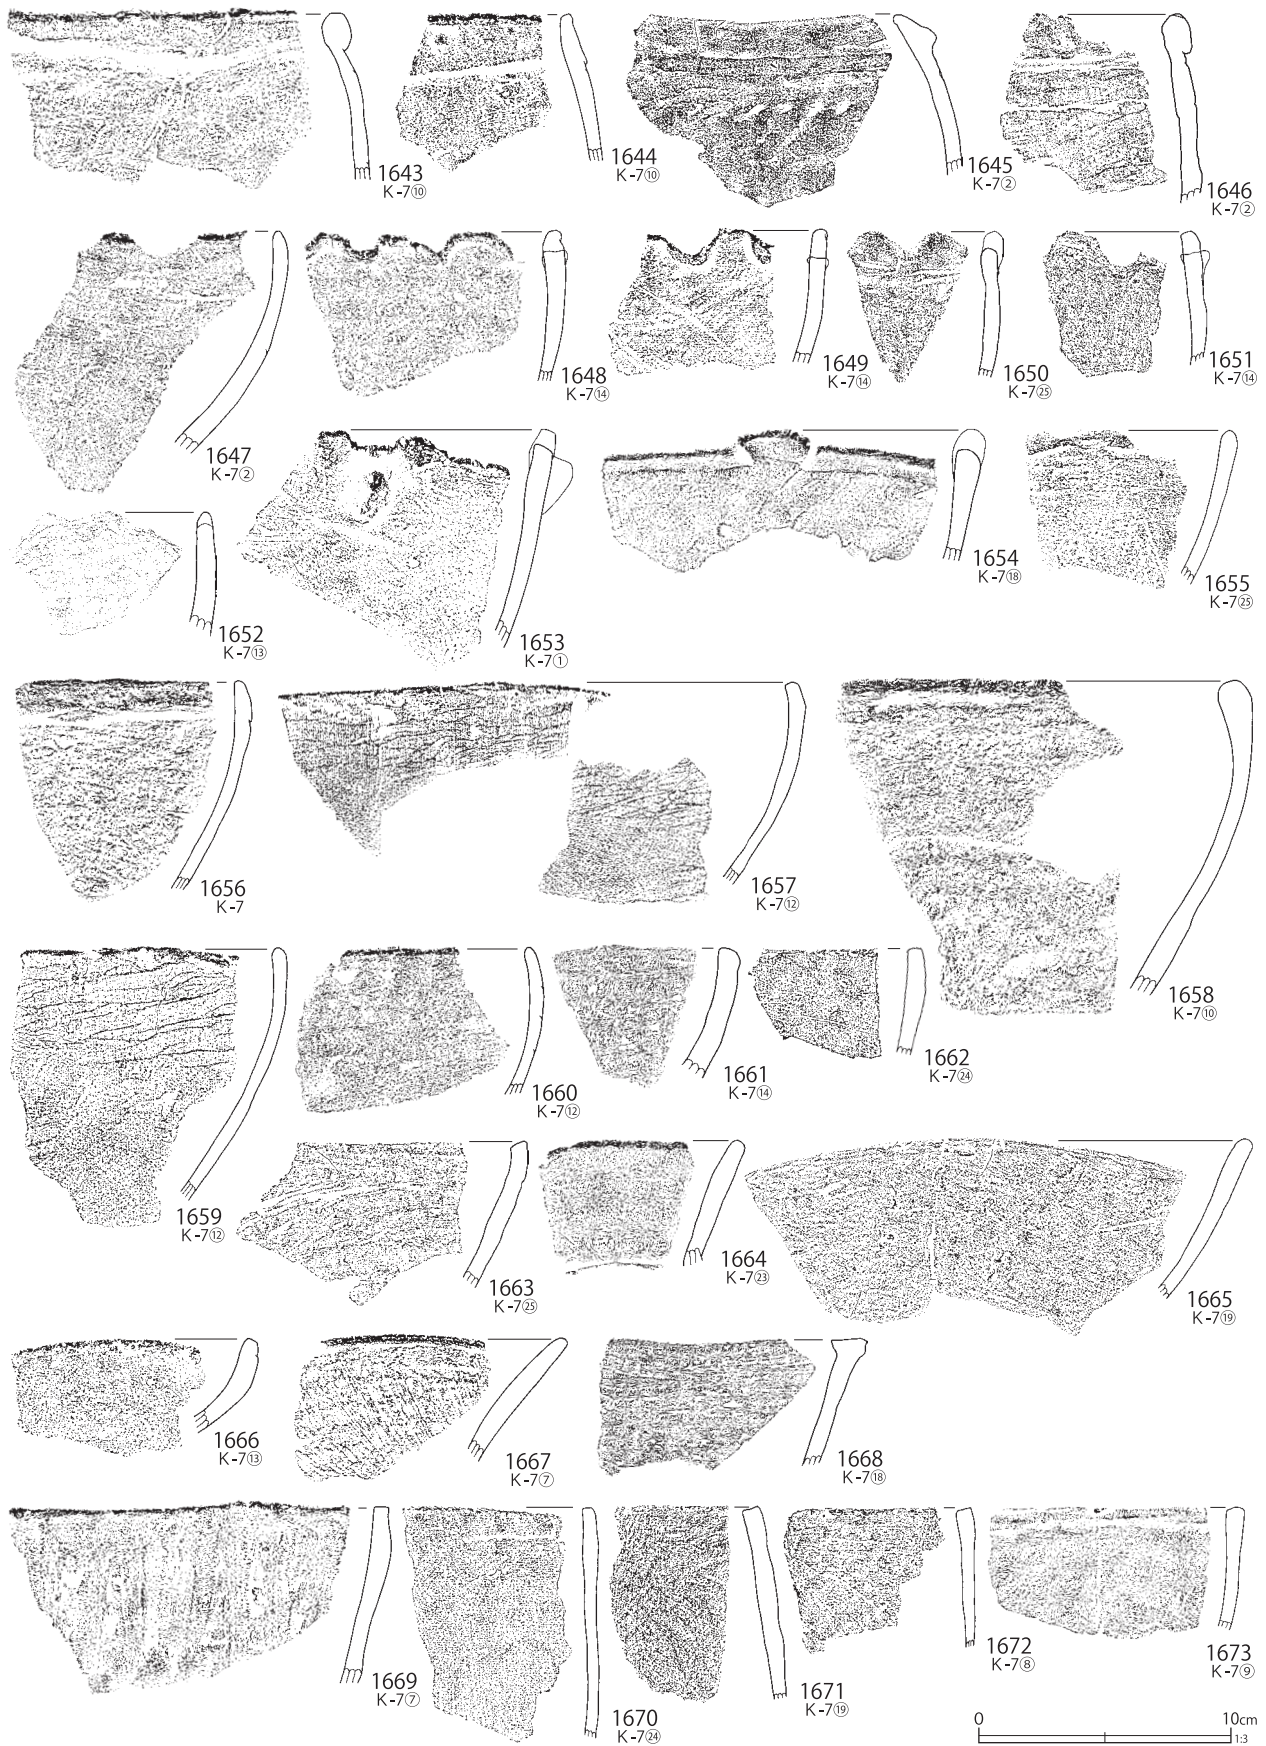 1643
K-7⑩
1644
K-7⑩
1645
K-7②
1646
K-7②
1647
K-7②
1648
K-7⑭
1649
K-7⑭
1650
K-7㉕
1651
K-7⑭
1652
K-7⑬
1653
K-7①
1654
K-7⑱
1655
K-7㉕
1656
K-7
1657
K-7⑫
1658
K-7⑩
1659
K-7⑫
1660
K-7⑫
1661
K-7⑭
1662
K-7㉔
1663
K-7㉕
1664
K-7㉓
1665
K-7⑲
1666
K-7⑬
1667
K-7⑦
1668
K-7⑱
1669
K-7⑦
1670
K-7㉔
1671
K-7⑲
1672
K-7⑧
1673
K-7⑨
0 10cm
1:3